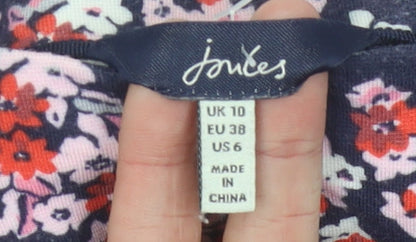 Joules
UK 10
EU 38
US 6
MADE
IN
CHINA